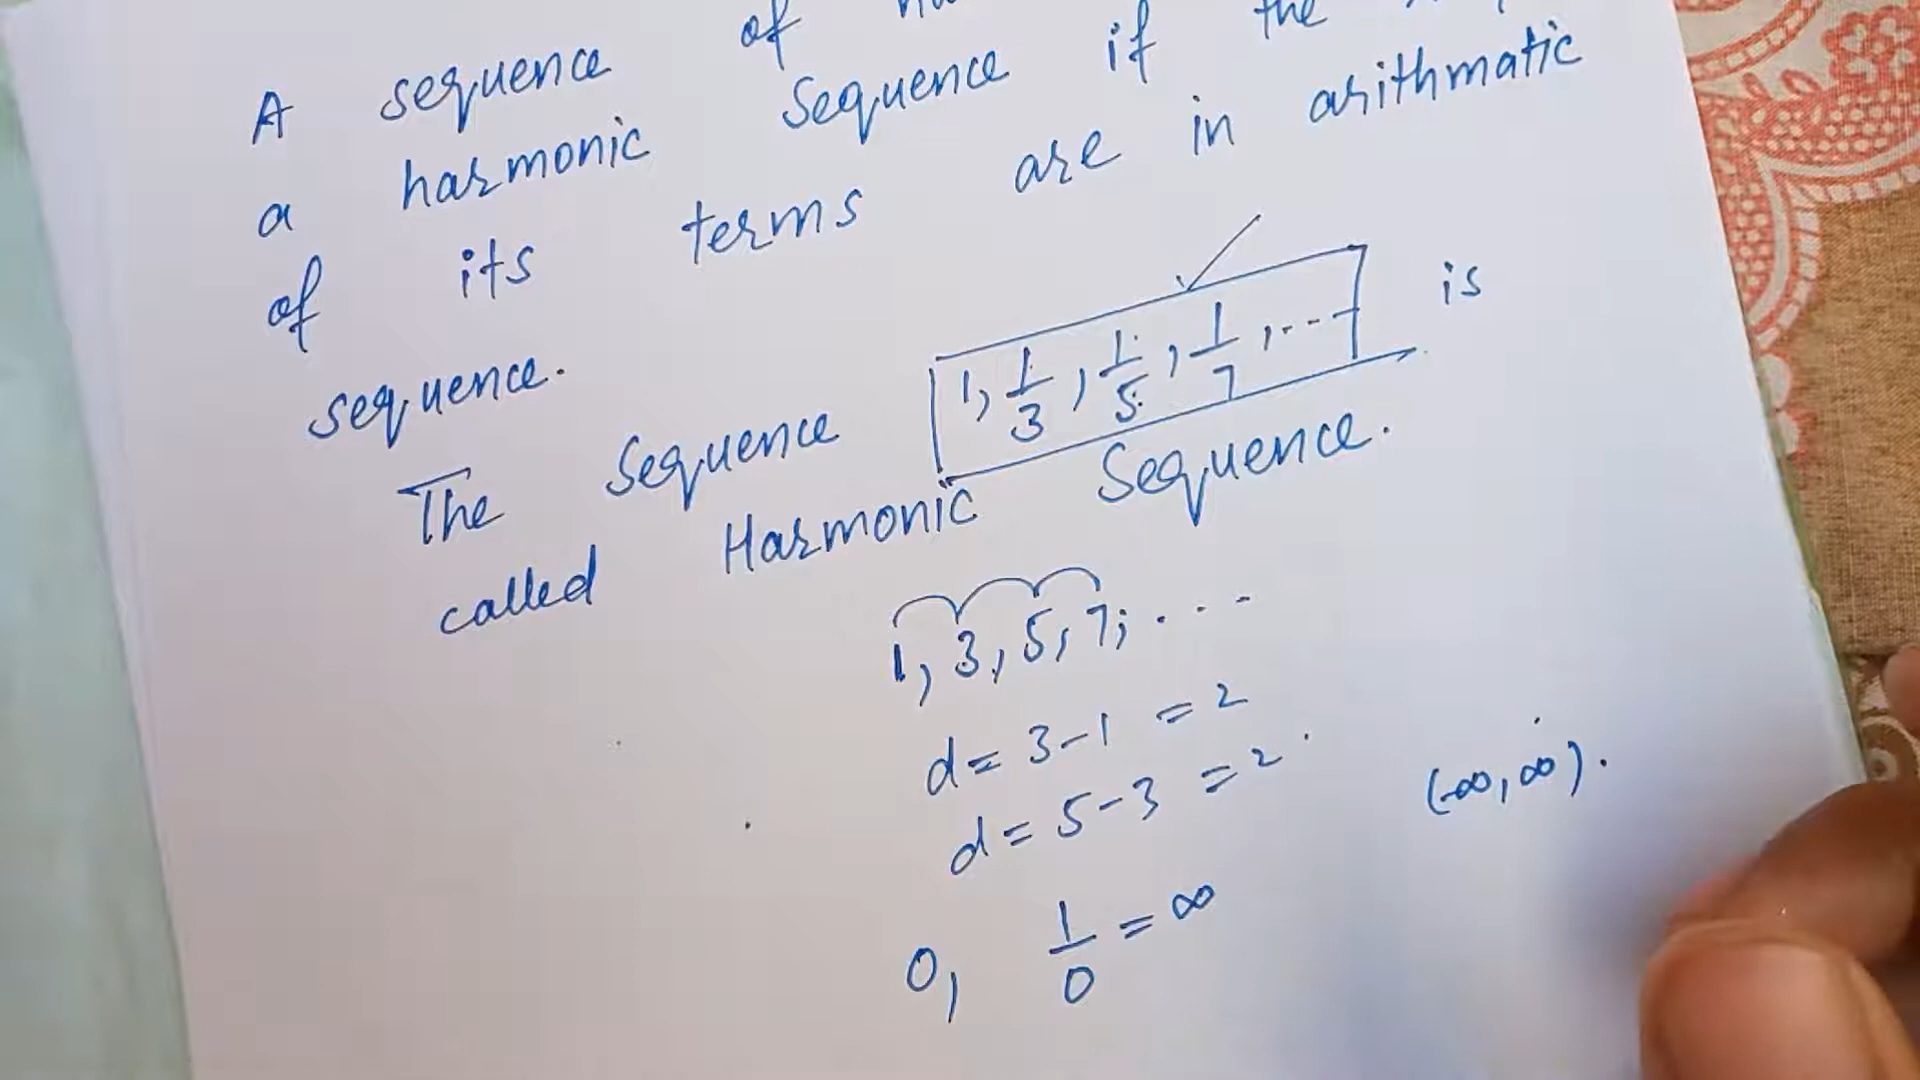 A sequence of
a harmonic Sequence if the
of its terms are in arithmatic
sequence.
The Sequence 1, 1/3, 1/5, 1/7, ... is
called Harmonic Sequence.
1, 3, 5, 7, ...
d = 3-1 = 2
d = 5-3 = 2
(-∞, ∞).
0, 1/0 = ∞